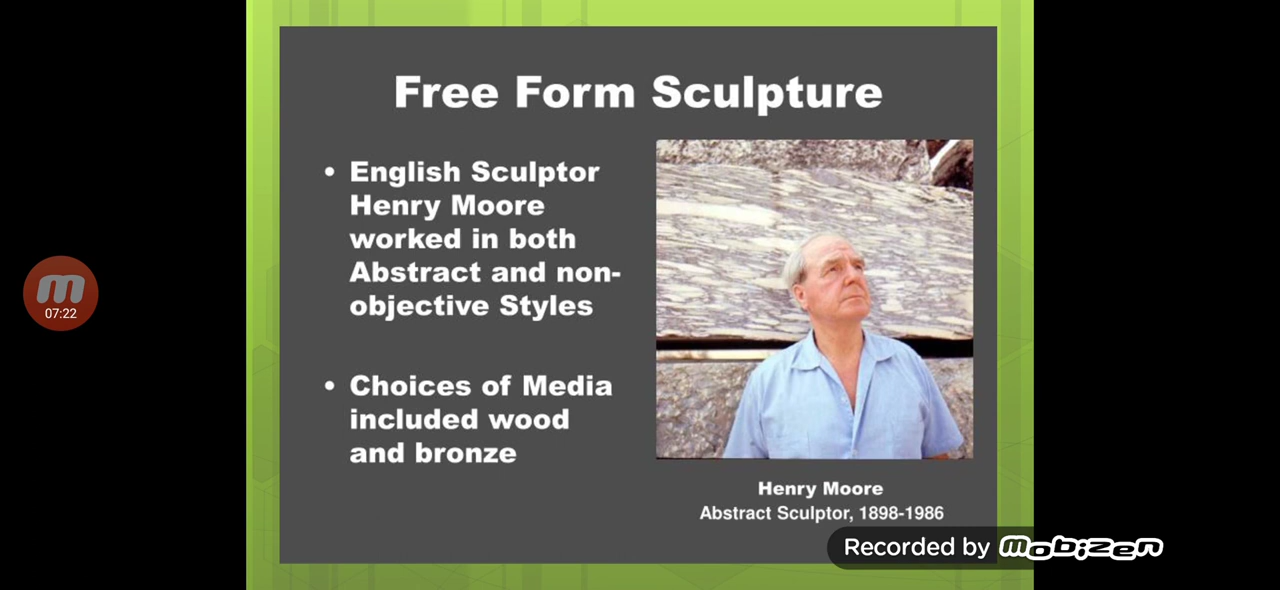 Free Form Sculpture
• English Sculptor
Henry Moore
worked in both
Abstract and non-
objective Styles
• Choices of Media
included wood
and bronze
Henry Moore
Abstract Sculptor, 1898-1986
07:22
Recorded by mobizen